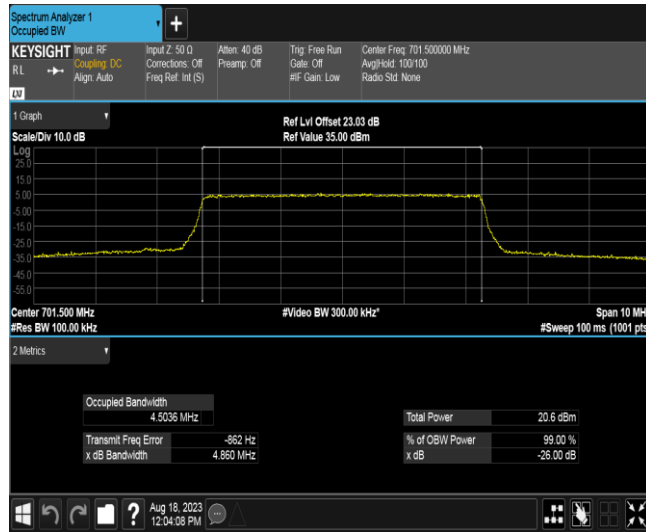 Spectrum Analyzer 1
Occupied BW
+
KEYSIGHT
RL
LXI
Input: RF
Coupling: DC
Align: Auto
Input Z: 50 Ω
Corrections: Off
Freq Ref: Int (S)
Atten: 40 dB
Preamp: Off
Trig: Free Run
Gate: Off
#IF Gain: Low
Center Freq: 701.500000 MHz
Avg|Hold: 100/100
Radio Std: None
1 Graph
Scale/Div 10.0 dB
Ref Lvl Offset 23.03 dB
Ref Value 35.00 dBm
Log
25.0
15.0
5.00
-5.00
-15.0
-25.0
-35.0
-45.0
-55.0
Center 701.500 MHz
#Res BW 100.00 kHz
#Video BW 300.00 kHz*
Span 10 MH
#Sweep 100 ms (1001 pts
2 Metrics
Occupied Bandwidth
4.5036 MHz
Transmit Freq Error -862 Hz
x dB Bandwidth 4.860 MHz
Total Power 20.6 dBm
% of OBW Power 99.00 %
x dB -26.00 dB
?
Aug 18, 2023
12:04:08 PM